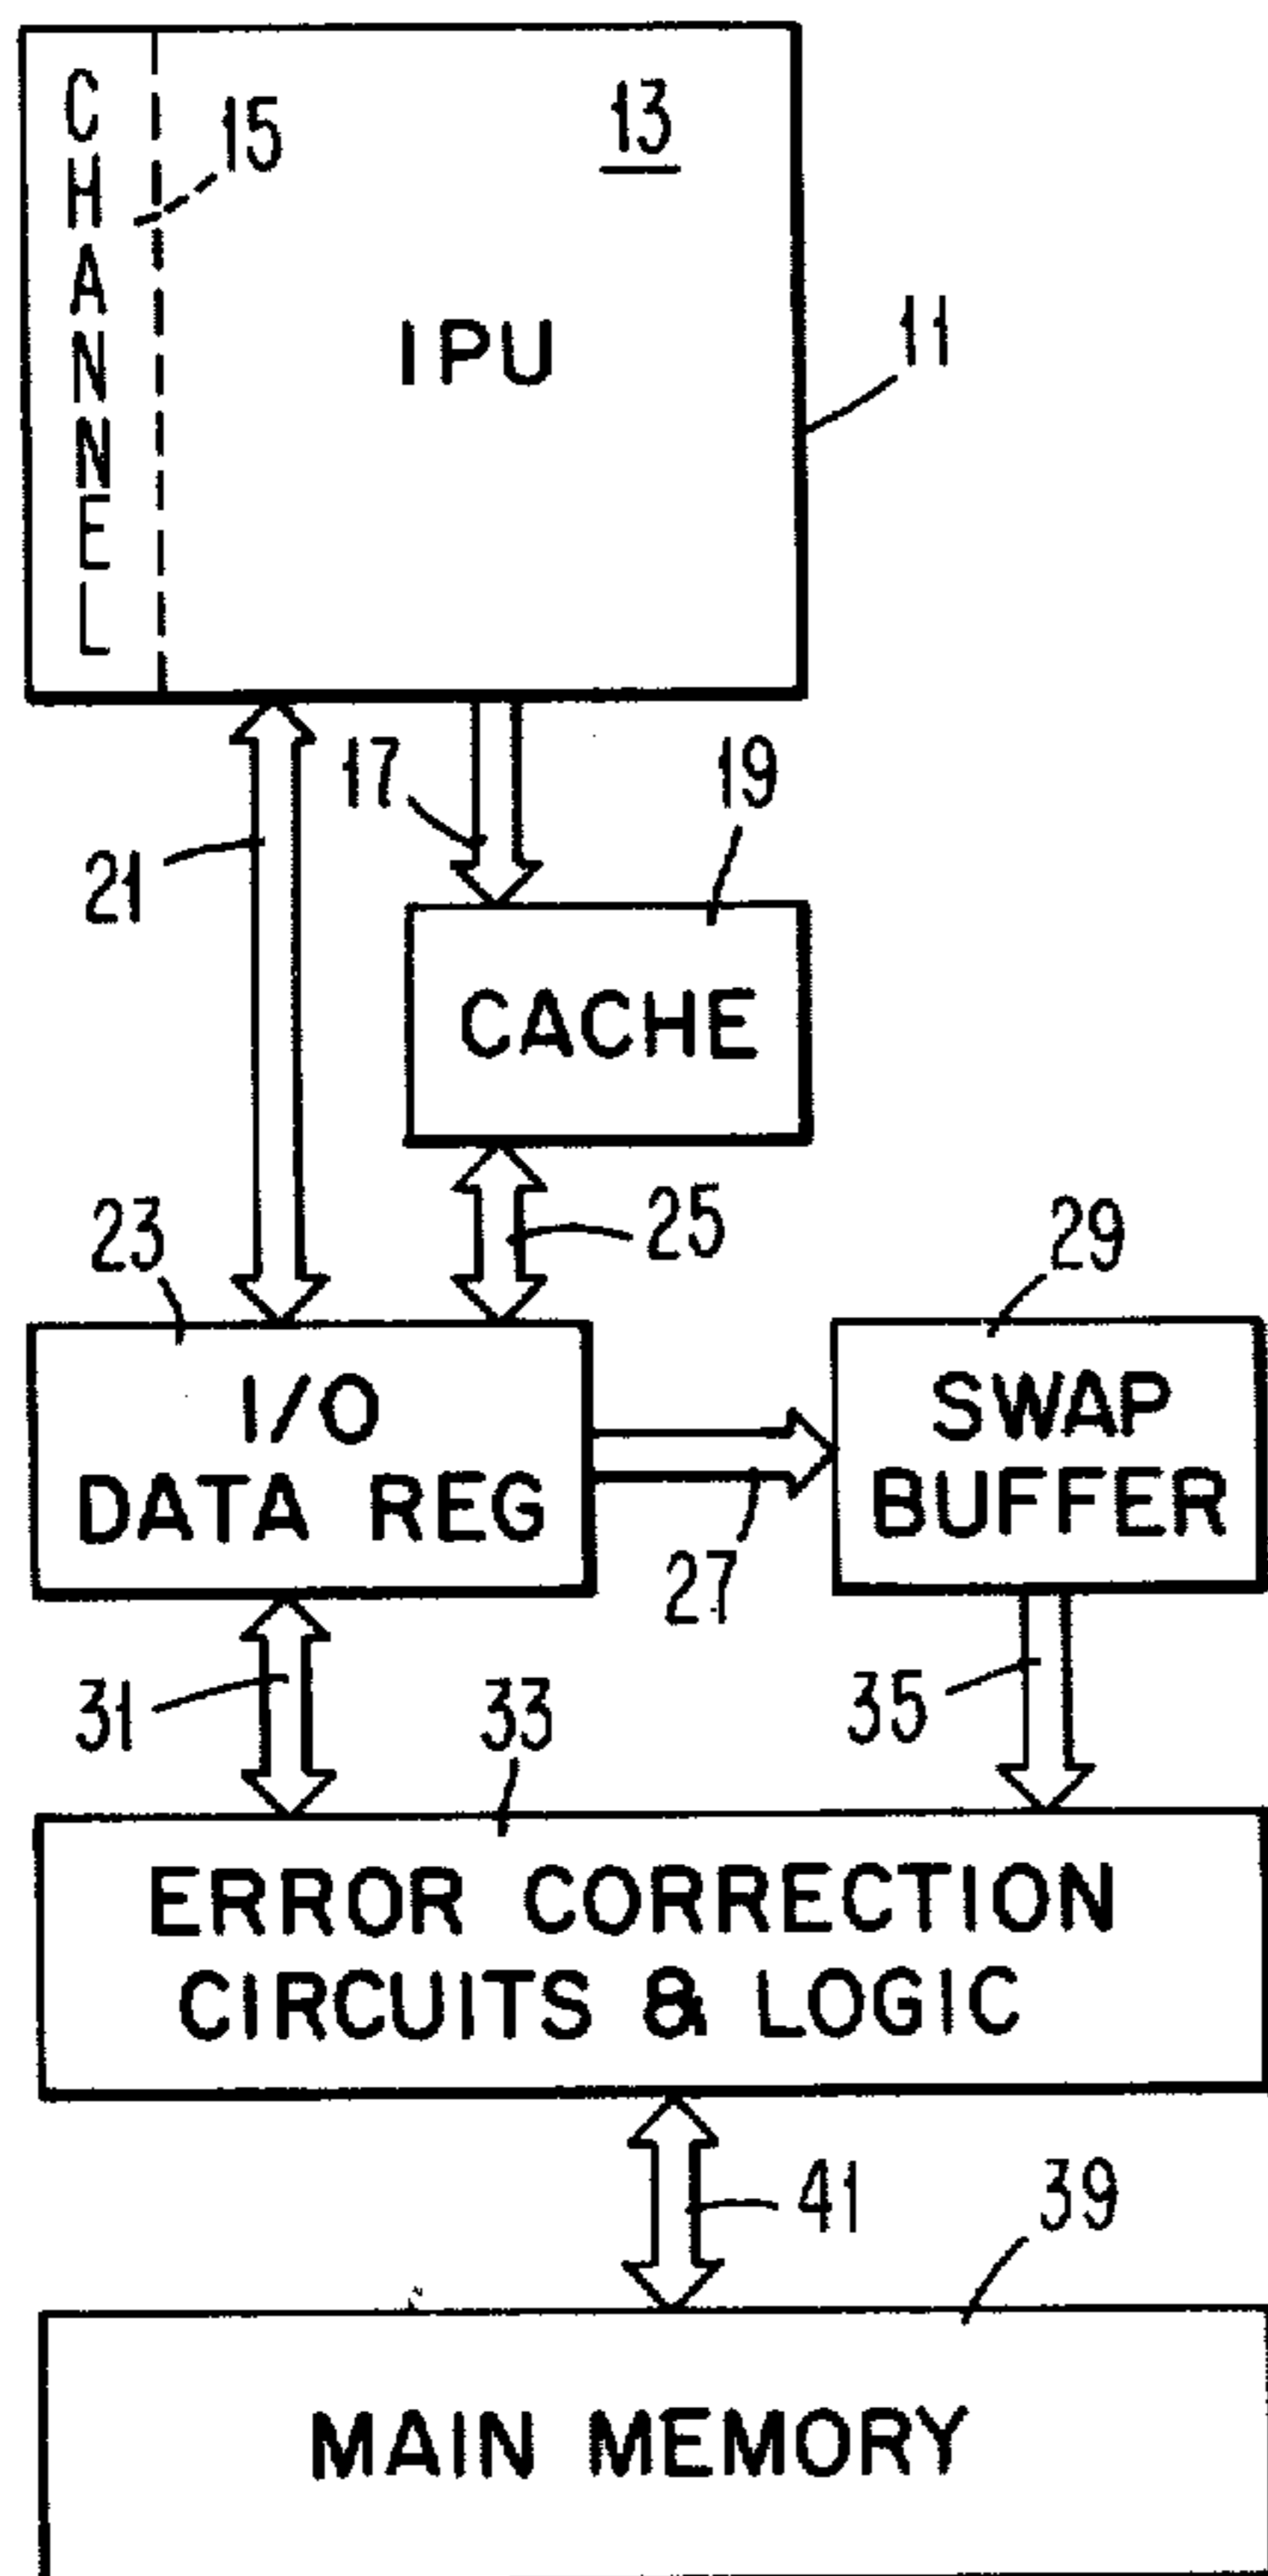 CHANNEL
15
13
IPU
11
17
19
21
CACHE
23
25
29
I/O
DATA REG
SWAP
BUFFER
27
31
33
35
ERROR CORRECTION
CIRCUITS & LOGIC
41
39
MAIN MEMORY